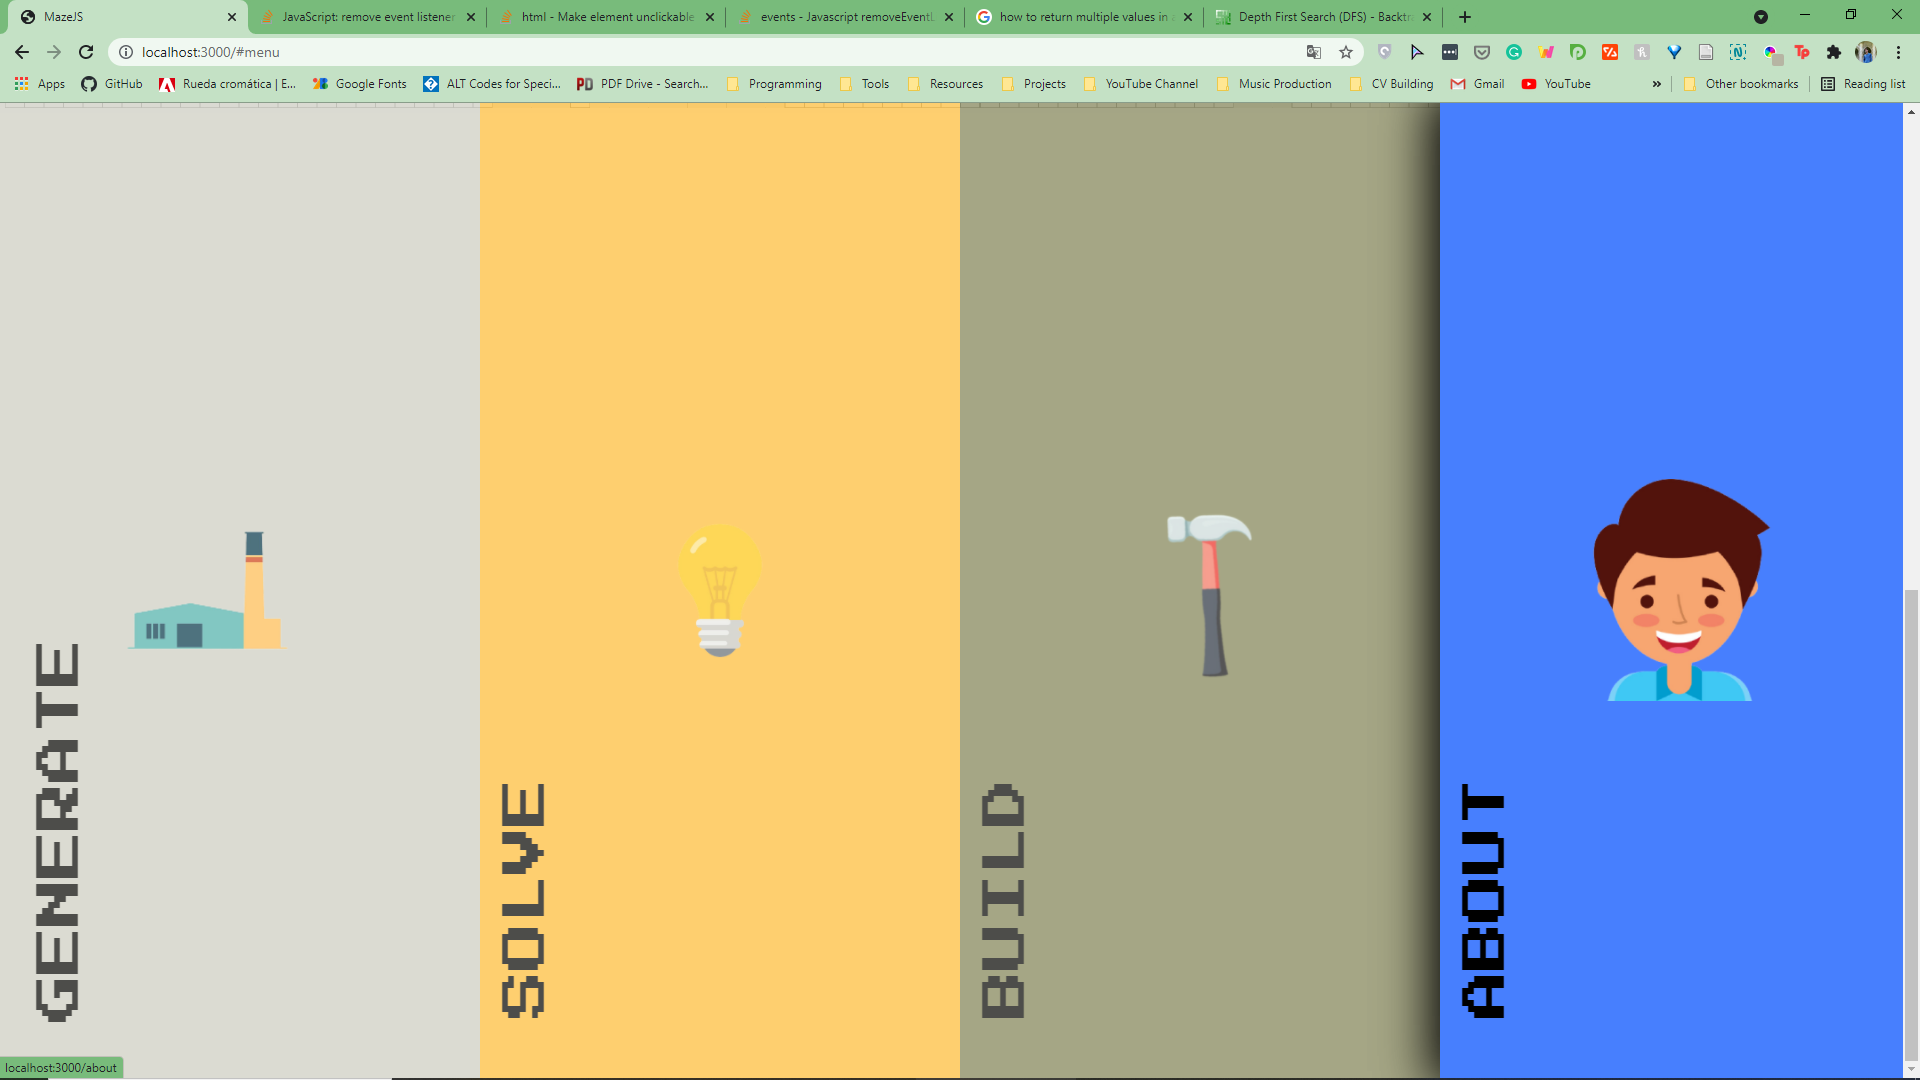 MazeJS
JavaScript: remove event listener
html - Make element unclickable
events - Javascript removeEventL
how to return multiple values in
Depth First Search (DFS) - Backtr
localhost:3000/#menu
Apps
GitHub
Rueda cromática | E...
Google Fonts
ALT Codes for Speci...
PDF Drive - Search...
Programming
Tools
Resources
Projects
YouTube Channel
Music Production
CV Building
Gmail
YouTube
»
Other bookmarks
Reading list
GENERATE
SOLVE
BUILD
ABOUT
localhost:3000/about